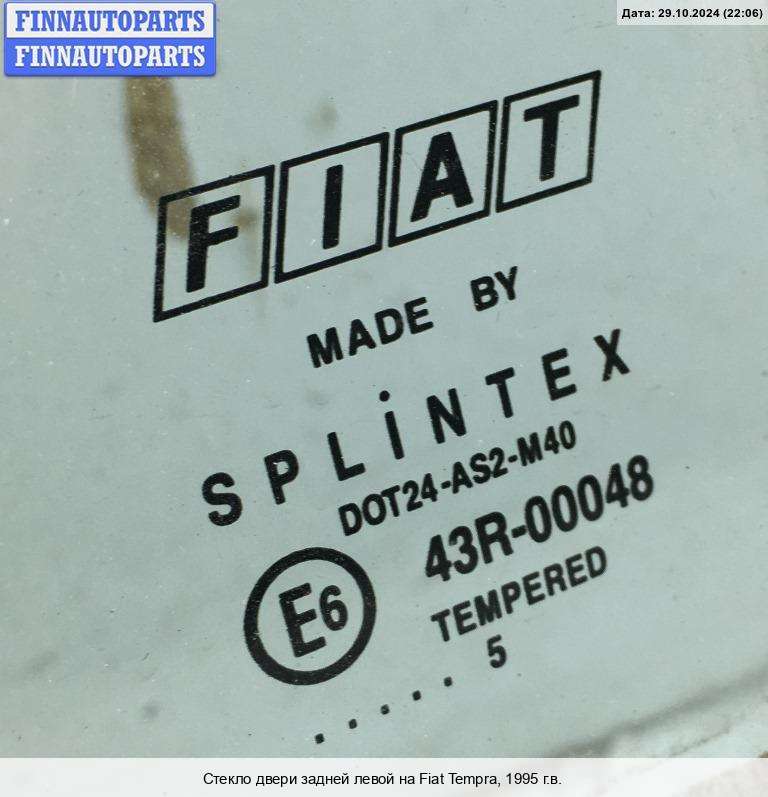 FINNAUTOPARTS
FINNAUTOPARTS
Дата: 29.10.2024 (22:06)
FIAT
MADE BY
SPLiNTEX
DOT24-AS2-M40
43R-00048
E6
TEMPERED
..... 5
Стекло двери задней левой на Fiat Tempra, 1995 г.в.